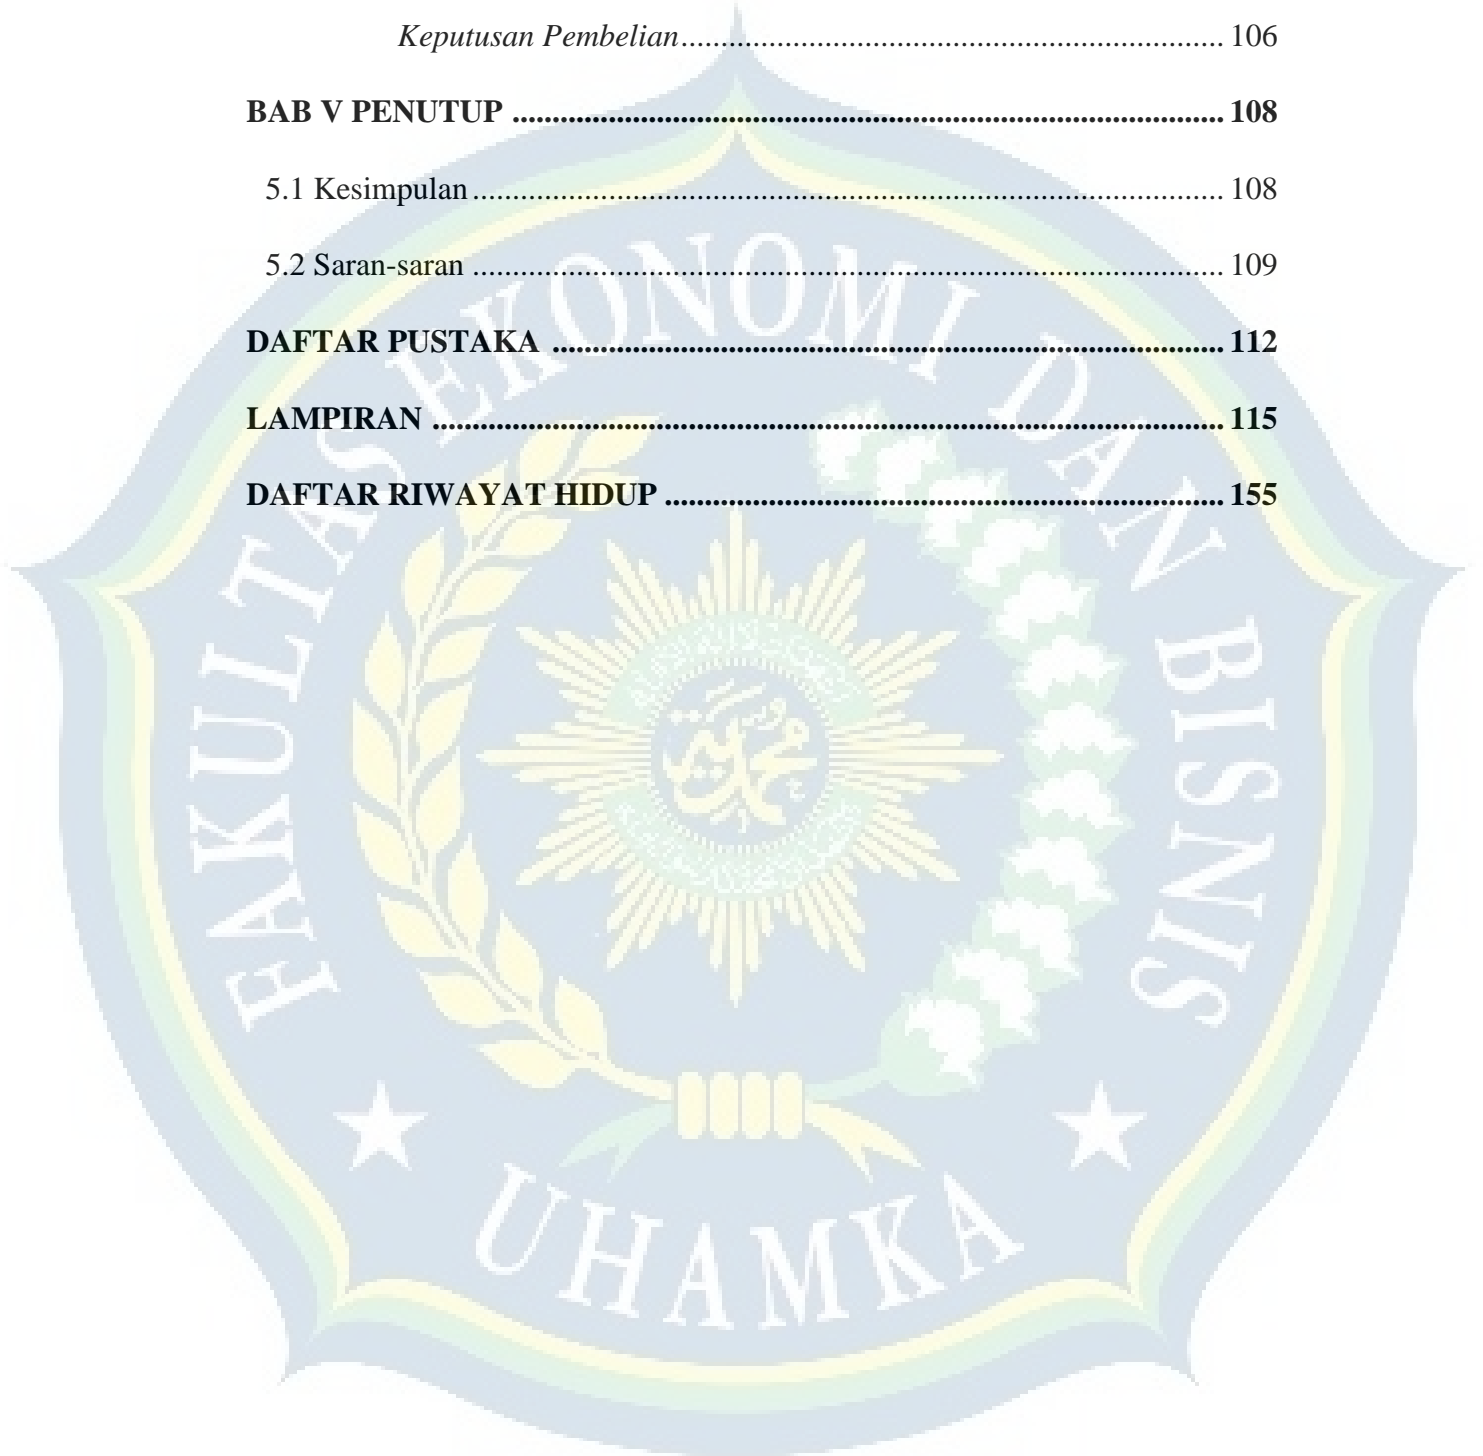 Keputusan Pembelian.................................................................... 106
BAB V PENUTUP ......................................................................................... 108
5.1 Kesimpulan.............................................................................................. 108
5.2 Saran-saran .............................................................................................. 109
DAFTAR PUSTAKA .................................................................................... 112
LAMPIRAN ................................................................................................... 115
DAFTAR RIWAYAT HIDUP ...................................................................... 155
FAKULTAS EKONOMI DAN BISNIS
UHAMKA